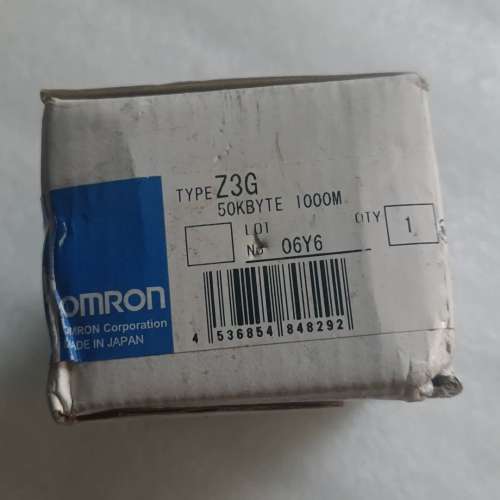 TYPE Z3G
50KBYTE 1000M
LOT
No 06Y6
QTY 1
OMRON
OMRON Corporation
MADE IN JAPAN
4 536854 848292